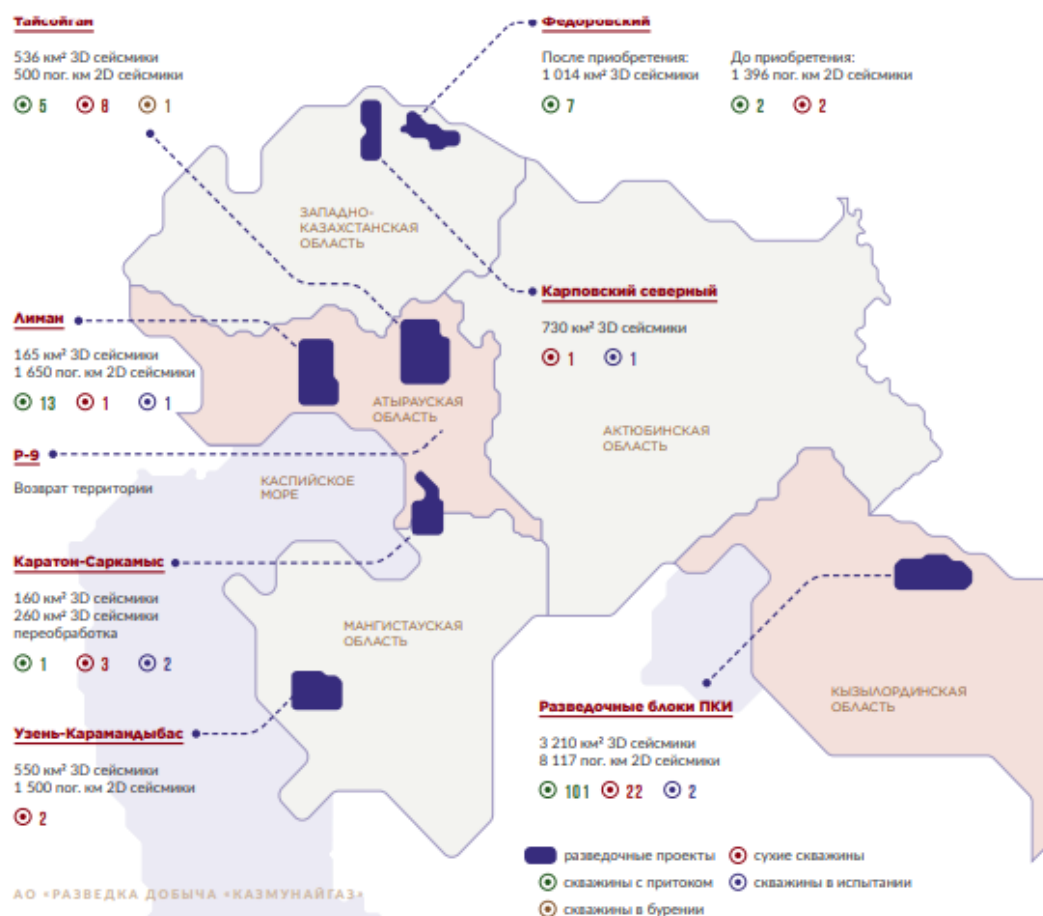 Тайсойган
536 км² 3D сейсмики
500 пог. км 2D сейсмики
5 8 1
Федоровский
После приобретения:
1 014 км² 3D сейсмики
7
До приобретения:
1 396 пог. км 2D сейсмики
2 2
ЗАПАДНО-
КАЗАХСТАНСКАЯ
ОБЛАСТЬ
Карповский северный
730 км² 3D сейсмики
1 1
Лиман
165 км² 3D сейсмики
1 650 пог. км 2D сейсмики
13 1 1
АТЫРАУСКАЯ
ОБЛАСТЬ
АКТЮБИНСКАЯ
ОБЛАСТЬ
Р-9
Возврат территории
КАСПИЙСКОЕ
МОРЕ
Каратон-Саркамыс
160 км² 3D сейсмики
260 км² 3D сейсмики
переобработка
1 3 2
МАНГИСТАУСКАЯ
ОБЛАСТЬ
Узень-Карамандыбас
550 км² 3D сейсмики
1 500 пог. км 2D сейсмики
2
КЫЗЫЛОРДИНСКАЯ
ОБЛАСТЬ
Разведочные блоки ПКИ
3 210 км² 3D сейсмики
8 117 пог. км 2D сейсмики
101 22 2
разведочные проекты
сухие скважины
скважины с притоком
скважины в испытании
скважины в бурении
АО «РАЗВЕДКА ДОБЫЧА «КАЗМУНАЙГАЗ»